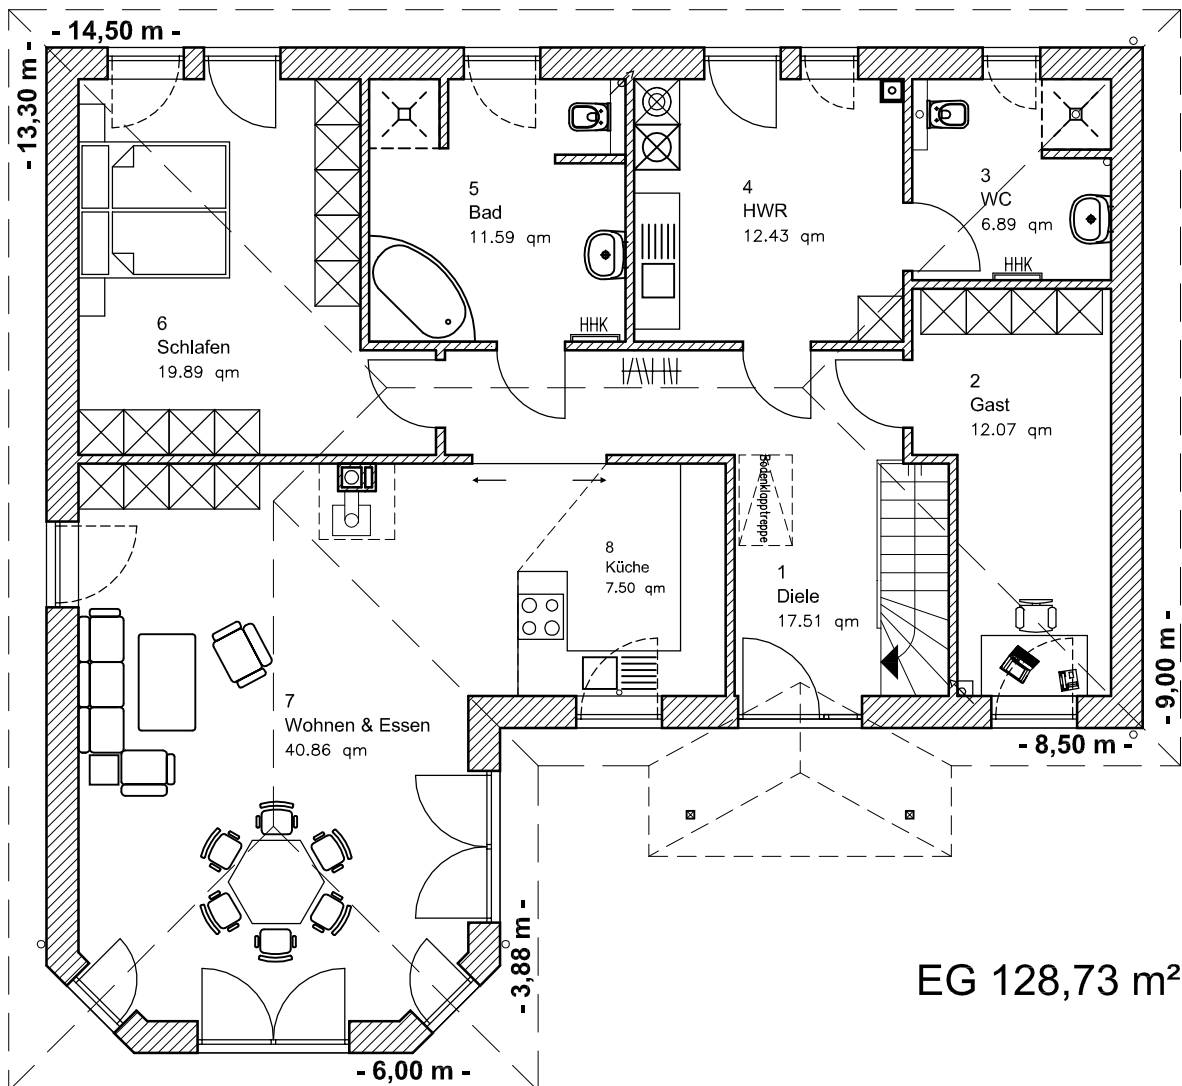 - 14,50 m -
- 13,30 m -
5
Bad
11.59 qm
4
HWR
12.43 qm
3
WC
6.89 qm
HHK
HHK
6
Schlafen
19.89 qm
2
Gast
12.07 qm
Bodenklapptreppe
8
Küche
7.50 qm
1
Diele
17.51 qm
- 9,00 m -
7
Wohnen & Essen
40.86 qm
- 8,50 m -
- 3,88 m -
EG 128,73 m²
- 6,00 m -